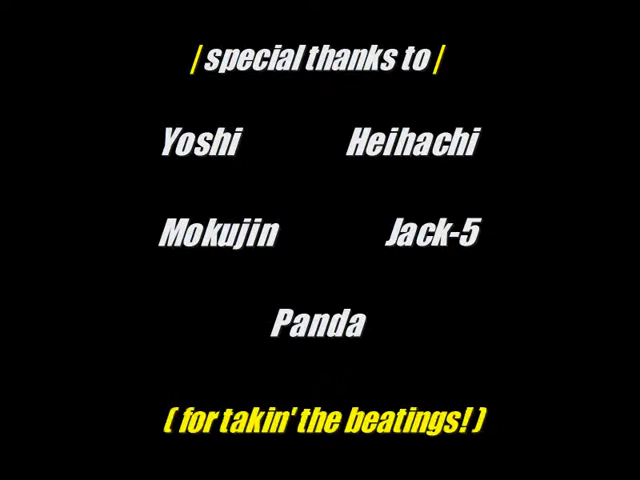 | special thanks to |
Yoshi Heihachi
Mokujin Jack-5
Panda
( for takin' the beatings! )